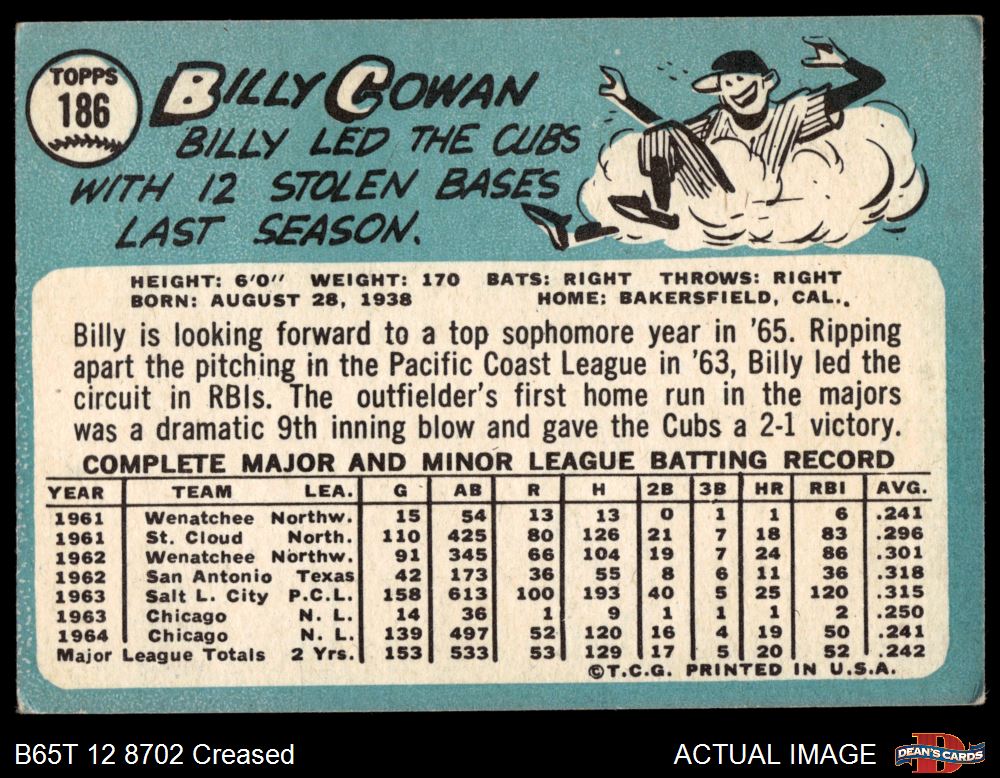 TOPPS
186
BILLY COWAN
BILLY LED THE CUBS
WITH 12 STOLEN BASES
LAST SEASON.
HEIGHT: 6'0" WEIGHT: 170 BATS: RIGHT THROWS: RIGHT
BORN: AUGUST 28, 1938 HOME: BAKERSFIELD, CAL.
Billy is looking forward to a top sophomore year in '65. Ripping
apart the pitching in the Pacific Coast League in '63, Billy led the
circuit in RBIs. The outfielder's first home run in the majors
was a dramatic 9th inning blow and gave the Cubs a 2-1 victory.
COMPLETE MAJOR AND MINOR LEAGUE BATTING RECORD
YEAR TEAM LEA. G AB R H 2B 3B HR RBI AVG.
1961 Wenatchee Northw. 15 54 13 13 0 1 1 6 .241
1961 St. Cloud North. 110 425 80 126 21 7 18 83 .296
1962 Wenatchee Northw. 91 345 66 104 19 7 24 86 .301
1962 San Antonio Texas 42 173 36 55 8 6 11 36 .318
1963 Salt L. City P.C.L. 158 613 100 193 40 5 25 120 .315
1963 Chicago N. L. 14 36 1 9 1 1 1 2 .250
1964 Chicago N. L. 139 497 52 120 16 4 19 50 .241
Major League Totals 2 Yrs. 153 533 53 129 17 5 20 52 .242
©T.C.G. PRINTED IN U.S.A.
B65T 12 8702 Creased ACTUAL IMAGE
DEAN'S CARDS